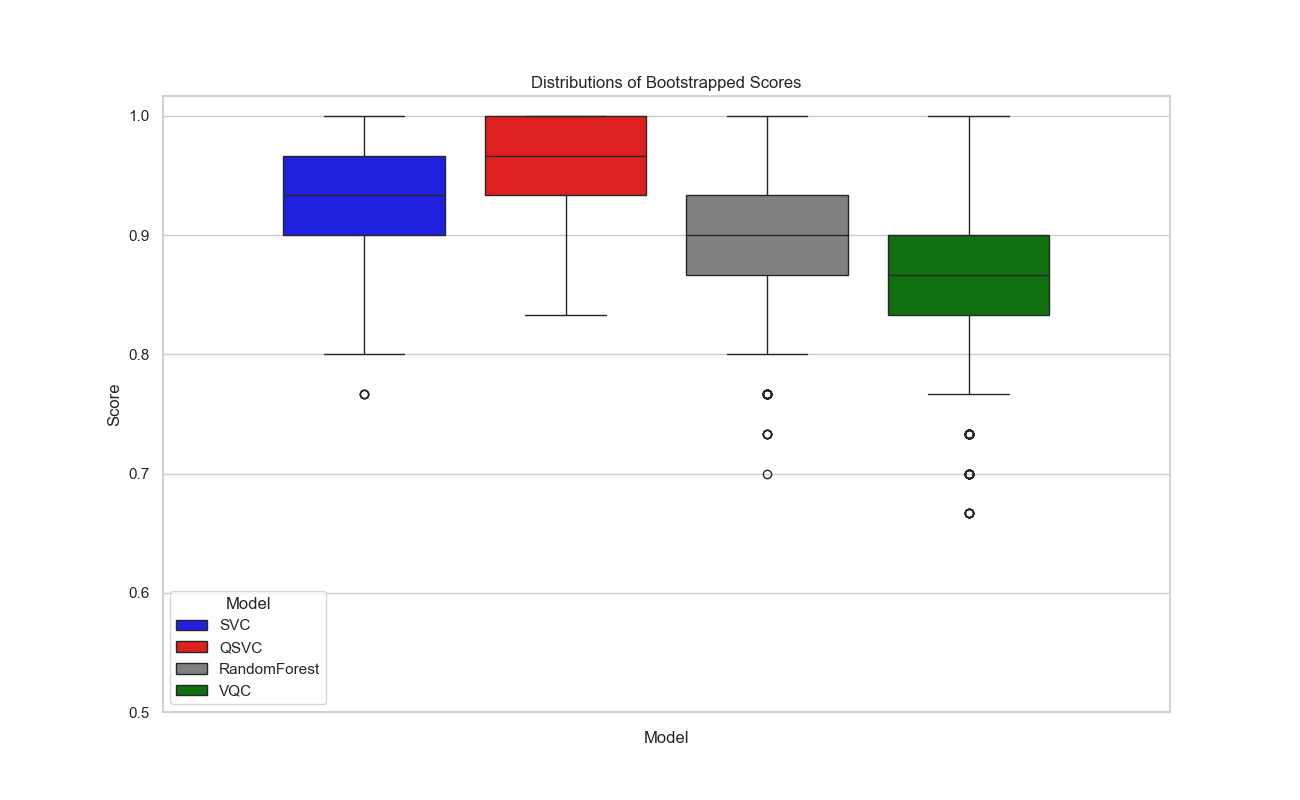 Distributions of Bootstrapped Scores
1.0
0.9
0.8
0.7
0.6
0.5
Score
Model
SVC
QSVC
RandomForest
VQC
Model